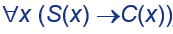 ∀x (S(x) →C(x))